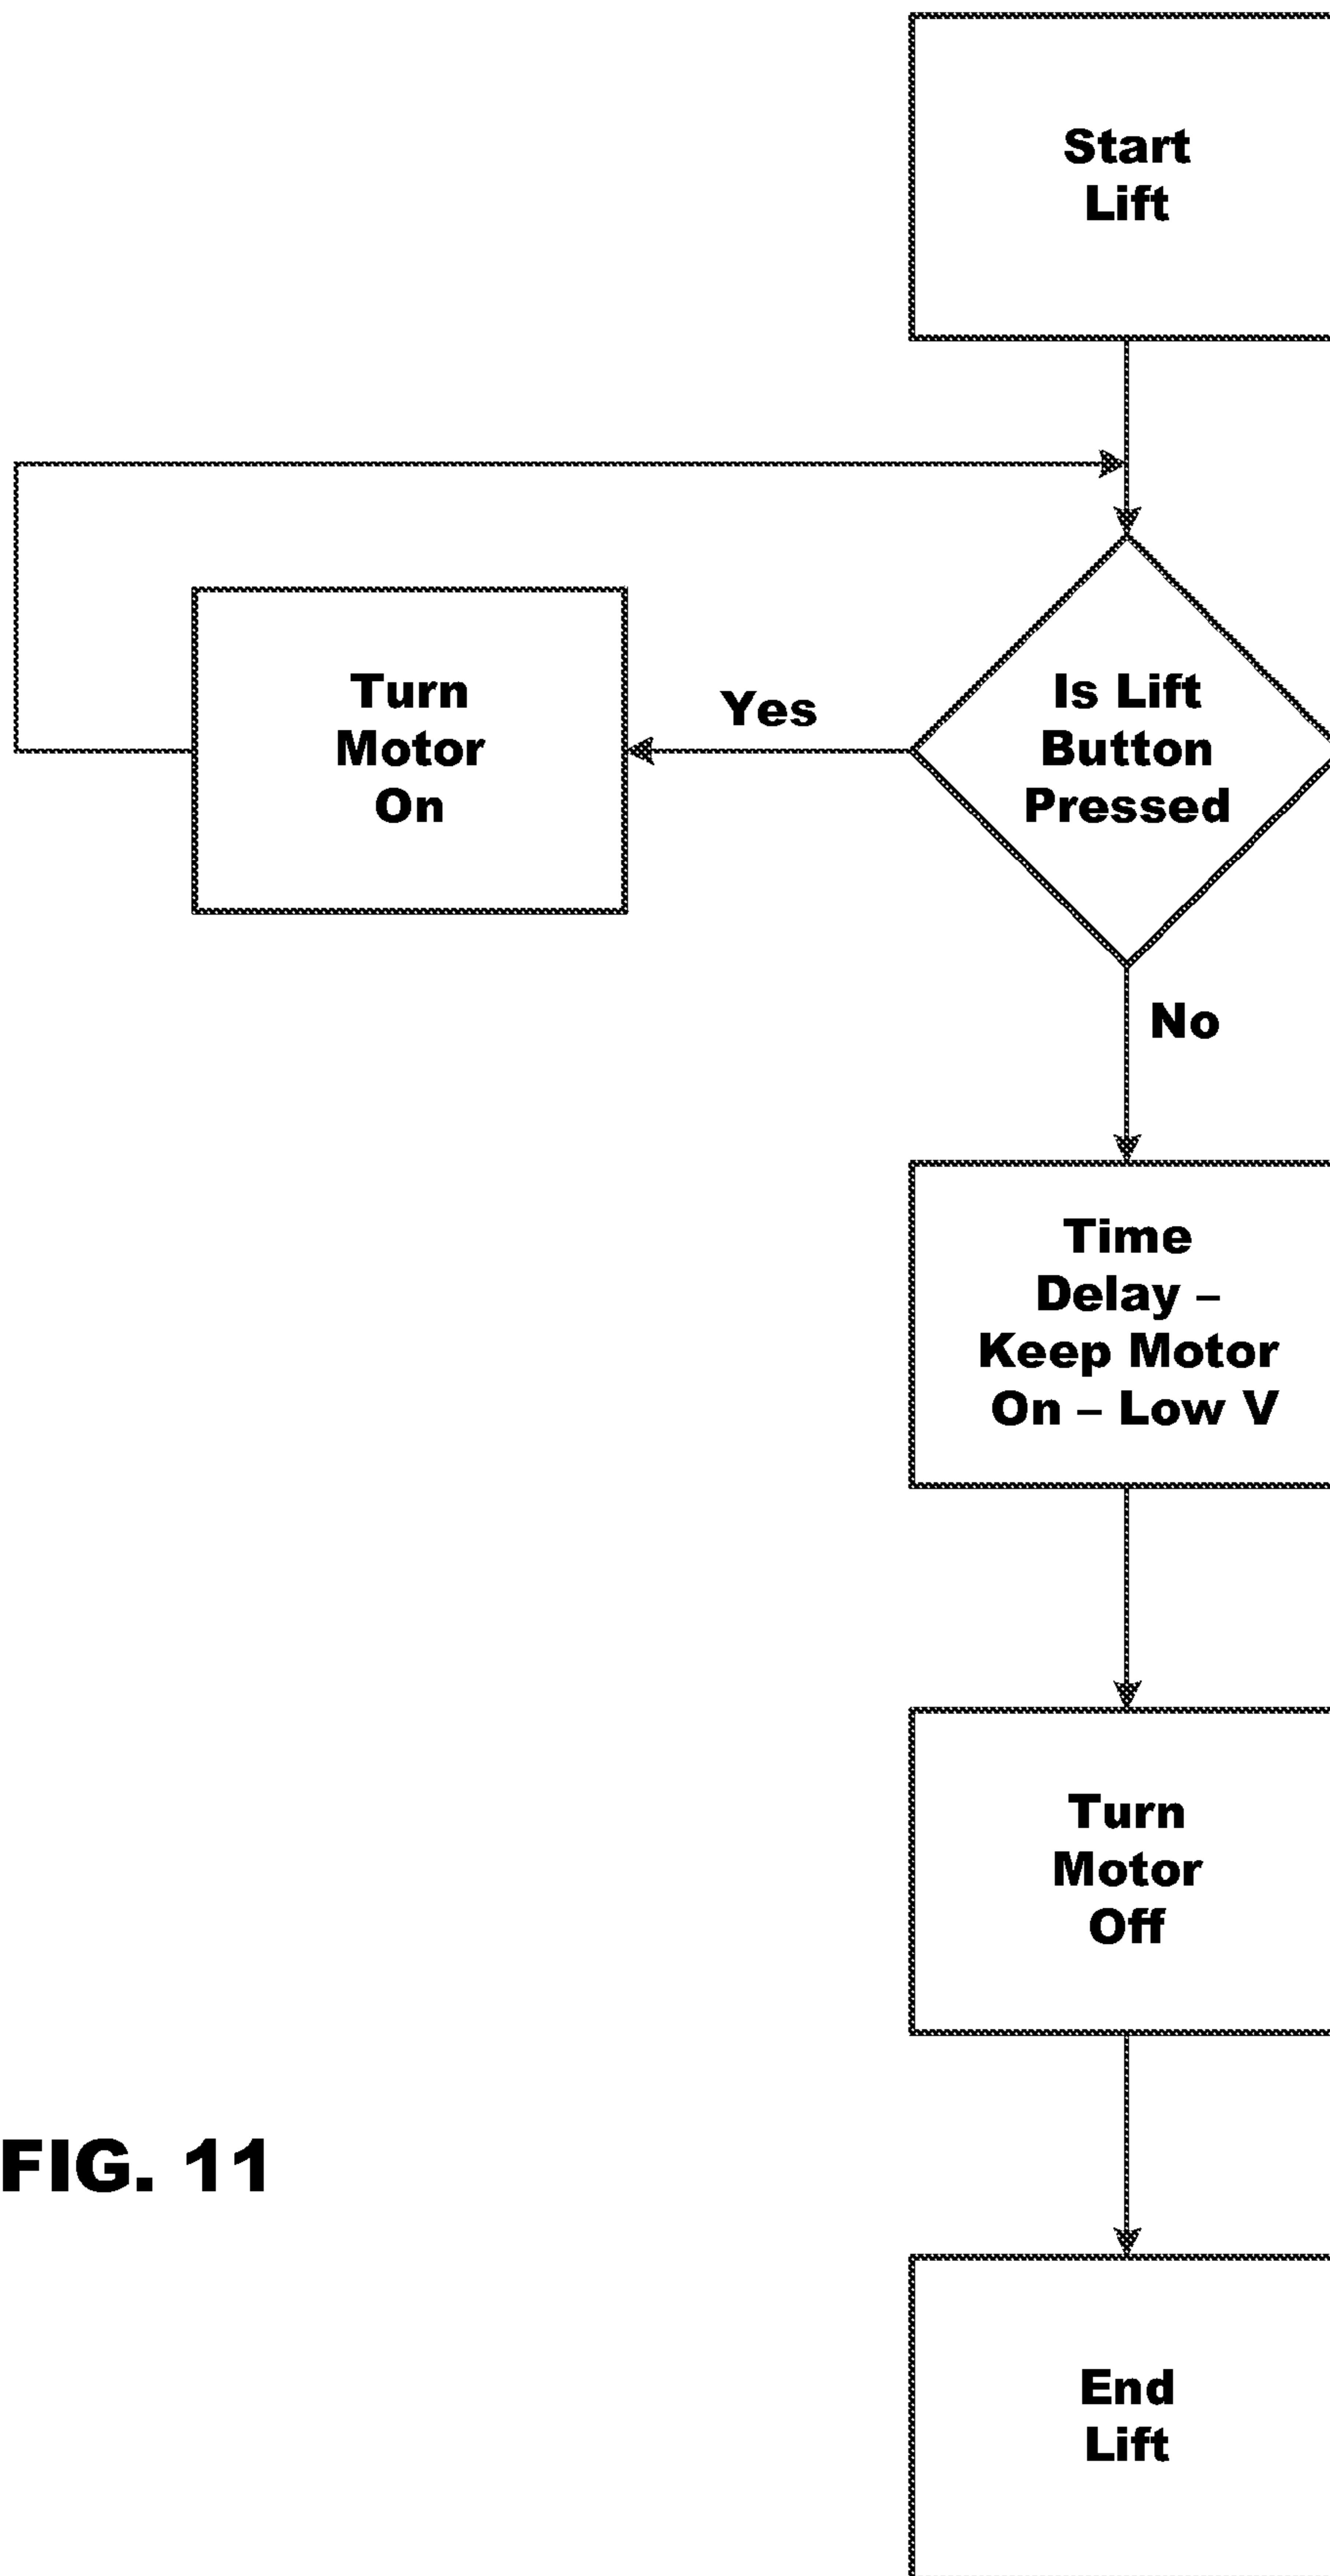 Start
Lift
Turn
Motor
On
Yes
Is Lift
Button
Pressed
No
Time
Delay –
Keep Motor
On – Low V
Turn
Motor
Off
FIG. 11
End
Lift